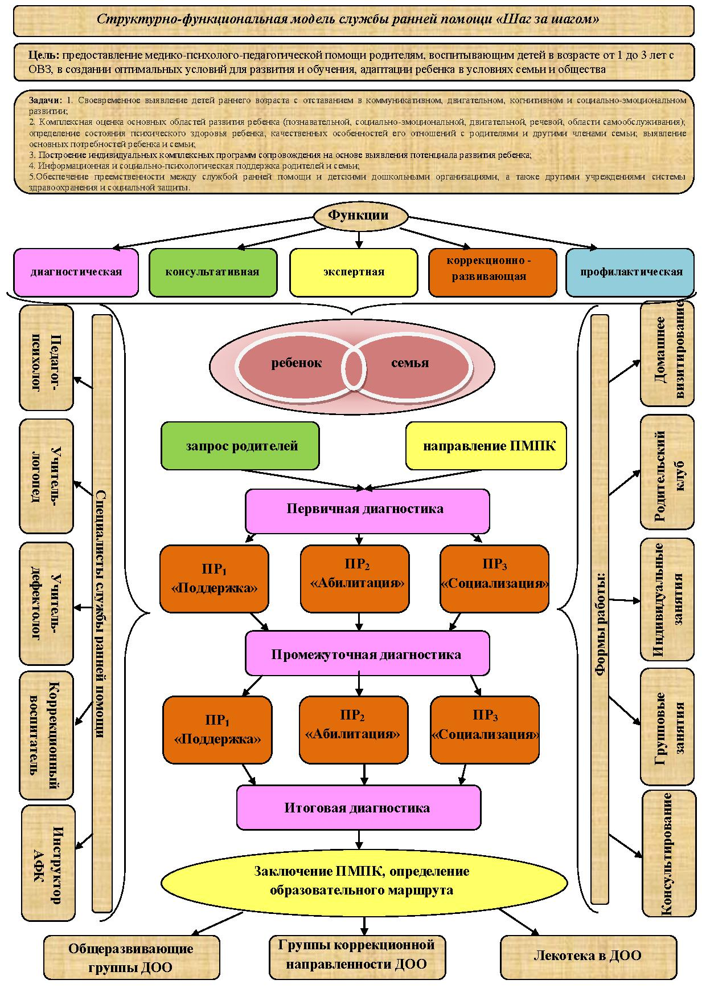 Структурно-функциональная модель службы ранней помощи «Шаг за шагом»
Цель: предоставление медико-психолого-педагогической помощи родителям, воспитывающим детей в возрасте от 1 до 3 лет с
ОВЗ, в создании оптимальных условий для развития и обучения, адаптации ребенка в условиях семьи и общества
Задачи: 1. Своевременное выявление детей раннего возраста с отставанием в коммуникативном, двигательном, когнитивном и социально-эмоциональном
развитии;
2. Комплексная оценка основных областей развития ребенка (познавательной, социально-эмоциональной, двигательной, речевой, области самообслуживания);
определение состояния психического здоровья ребенка, качественных особенностей его отношений с родителями и другими членами семьи; выявление
основных потребностей ребенка и семьи;
3. Построение индивидуальных комплексных программ сопровождения на основе выявления потенциала развития ребенка;
4. Информационная и социально-психологическая поддержка родителей и семьи;
5.Обеспечение преемственности между службой ранней помощи и детскими дошкольными организациями, а также другими учреждениями системы
здравоохранения и социальной защиты.
Функции
диагностическая
консультативная
экспертная
коррекционно -
развивающая
профилактическая
Педагог-
психолог
Учитель-
логопед
Учитель-
дефектолог
Коррекционный
воспитатель
Инструктор
АФК
Специалисты службы ранней помощи
ребенок
семья
запрос родителей
направление ПМПК
Первичная диагностика
ПР₁
«Поддержка»
ПР₂
«Абилитация»
ПР₃
«Социализация»
Промежуточная диагностика
ПР₁
«Поддержка»
ПР₂
«Абилитация»
ПР₃
«Социализация»
Итоговая диагностика
Заключение ПМПК, определение
образовательного маршрута
Формы работы:
Домашнее
визитирование
Родительский
клуб
Индивидуальные
занятия
Групповые
занятия
Консультирование
Общеразвивающие
группы ДОО
Группы коррекционной
направленности ДОО
Лекотека в ДОО